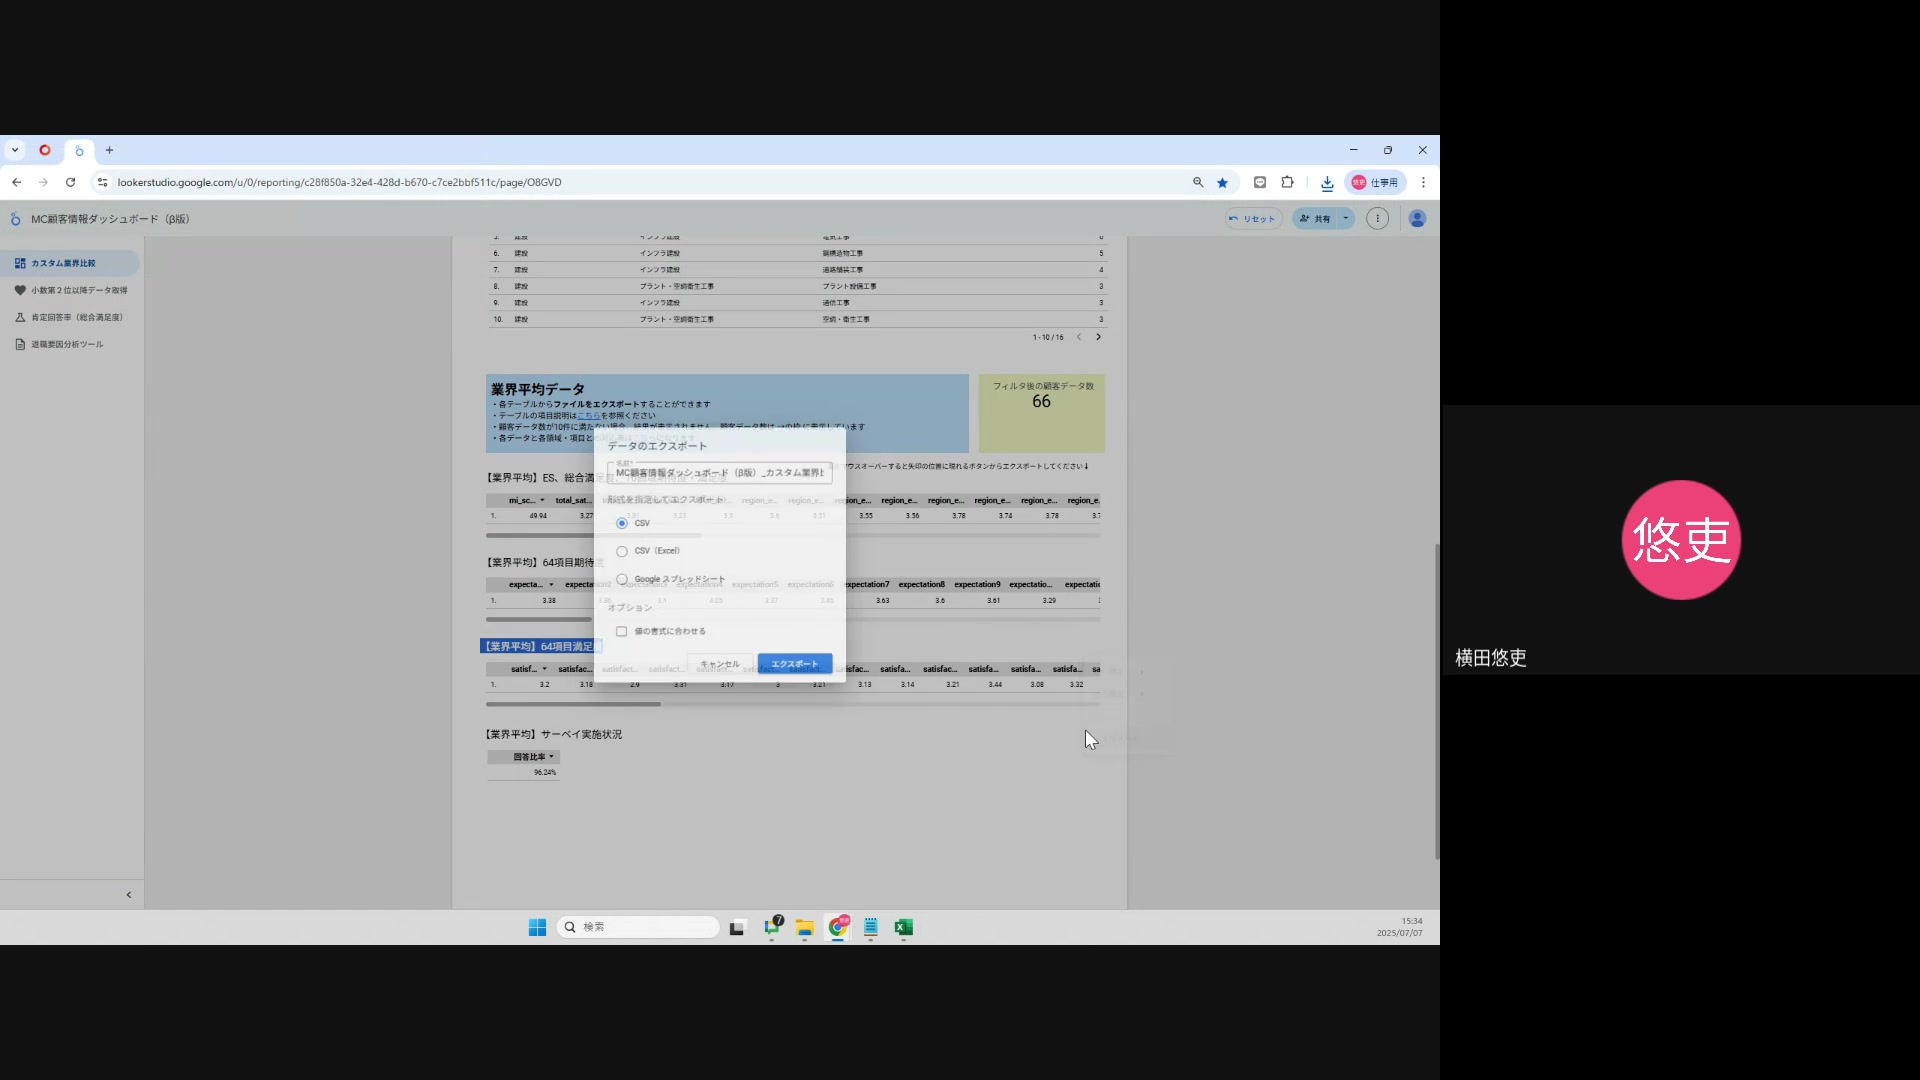 lookerstudio.google.com/u/0/reporting/c28f850a-32e4-428d-b670-c7ce2bbf511c/page/O8GVD
仕事用
MC顧客情報ダッシュボード（β版）
リセット
共有
カスタム業界比較
小数第２位以降データ取得
肯定回答率（総合満足度）
退職要因分析ツール
6. 建設 インフラ建設 鋼構造物工事 5
7. 建設 インフラ建設 道路舗装工事 4
8. 建設 プラント・空調衛生工事 プラント設備工事 3
9. 建設 インフラ建設 通信工事 3
10. 建設 プラント・空調衛生工事 空調・衛生工事 3
1 - 10 / 16
業界平均データ
・各テーブルからファイルをエクスポートすることができます
・テーブルの項目説明はこちらを参照ください
・顧客データ数が10件に満たない場合、結果が表示されません。顧客データ数は→の枠に表示しています
・各データと各領域・項目と
フィルタ後の顧客データ数
66
マウスオーバーすると矢印の位置に現れるボタンからエクスポートしてください↓
【業界平均】ES、総合満足度、
mi_sc... total_sat... region_e... region_e... region_e... region_e... region_e... region_e.
1. 49.94 3.27 3.55 3.56 3.78 3.74 3.78 3.7
【業界平均】64項目期待度
expecta... expectation7 expectation8 expectation9 expectatio... expectatio
1. 3.38 3.63 3.6 3.61 3.29
【業界平均】64項目満足度
satisf... satisfac... satisfa... satisfac... satisfa... satisfa... satisfa... sa
1. 3.2 3.18 2.9 3.31 3.17 3 3.21 3.13 3.14 3.21 3.44 3.08 3.32
【業界平均】サーベイ実施状況
回答比率
96.24%
データのエクスポート
名前*
MC顧客情報ダッシュボード（β版）_カスタム業界比
形式を指定してエクスポート
CSV
CSV（Excel）
Google スプレッドシート
オプション
値の書式に合わせる
キャンセル
エクスポート
検索
7
15:34
2025/07/07
悠吏
横田悠吏